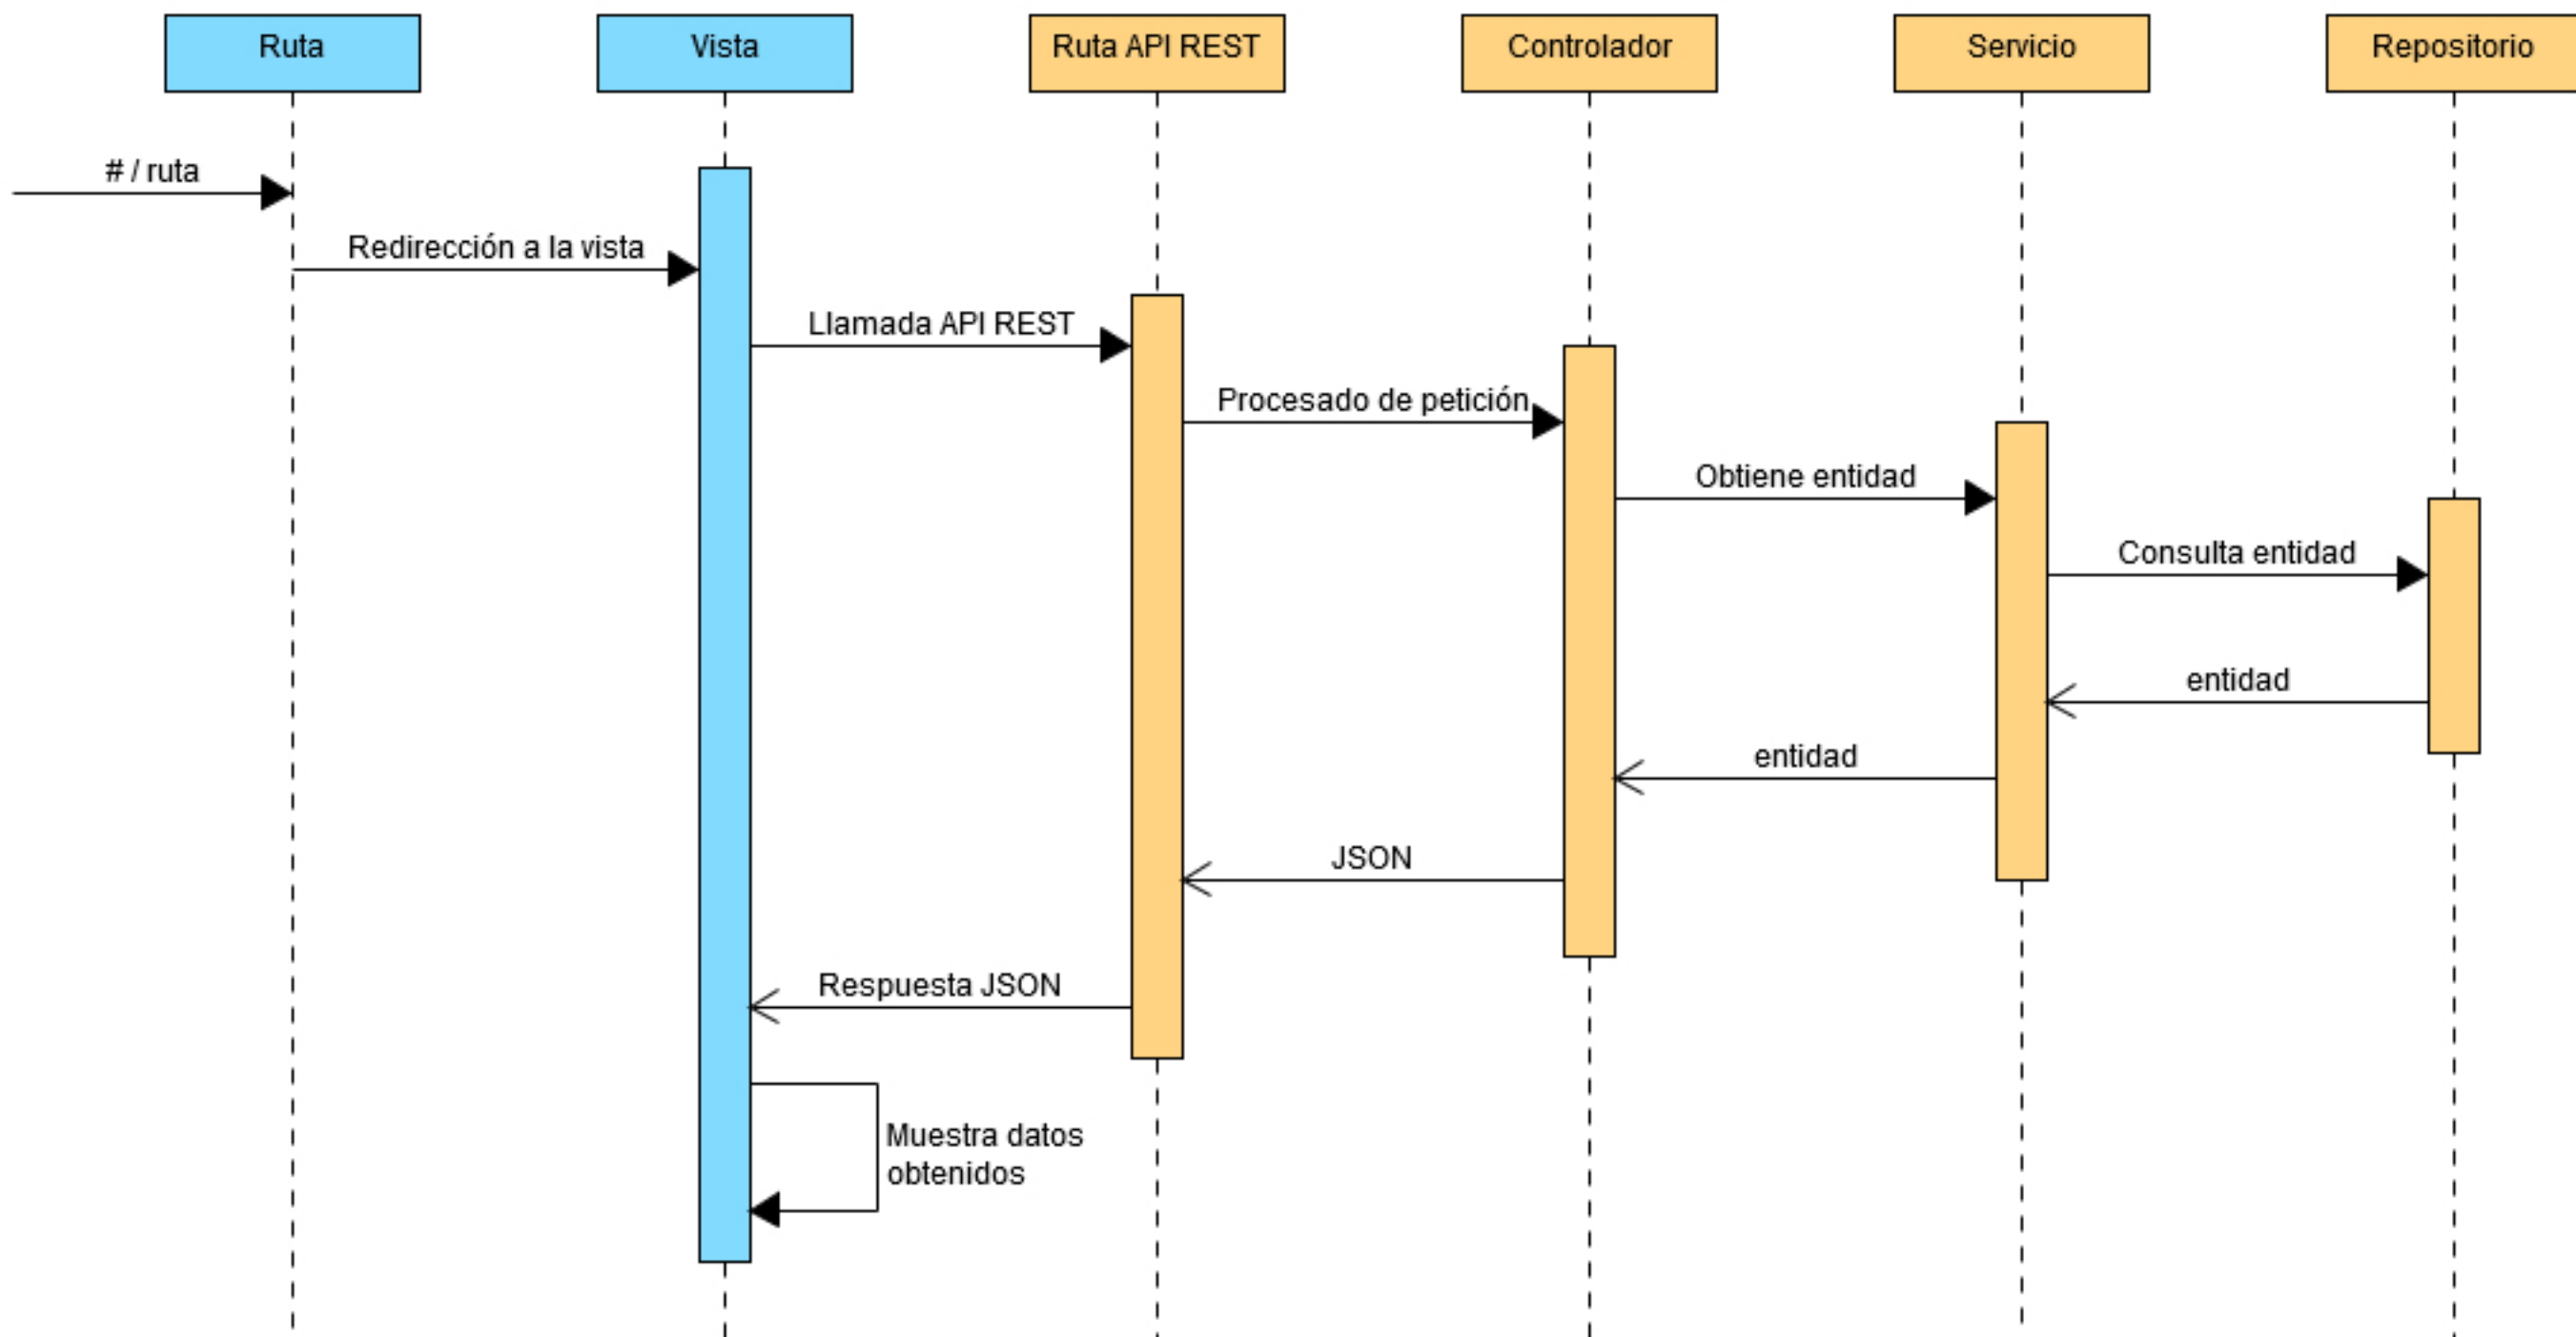 Ruta
Vista
Ruta API REST
Controlador
Servicio
Repositorio
# / ruta
Redirección a la vista
Llamada API REST
Procesado de petición
Obtiene entidad
Consulta entidad
entidad
entidad
JSON
Respuesta JSON
Muestra datos
obtenidos